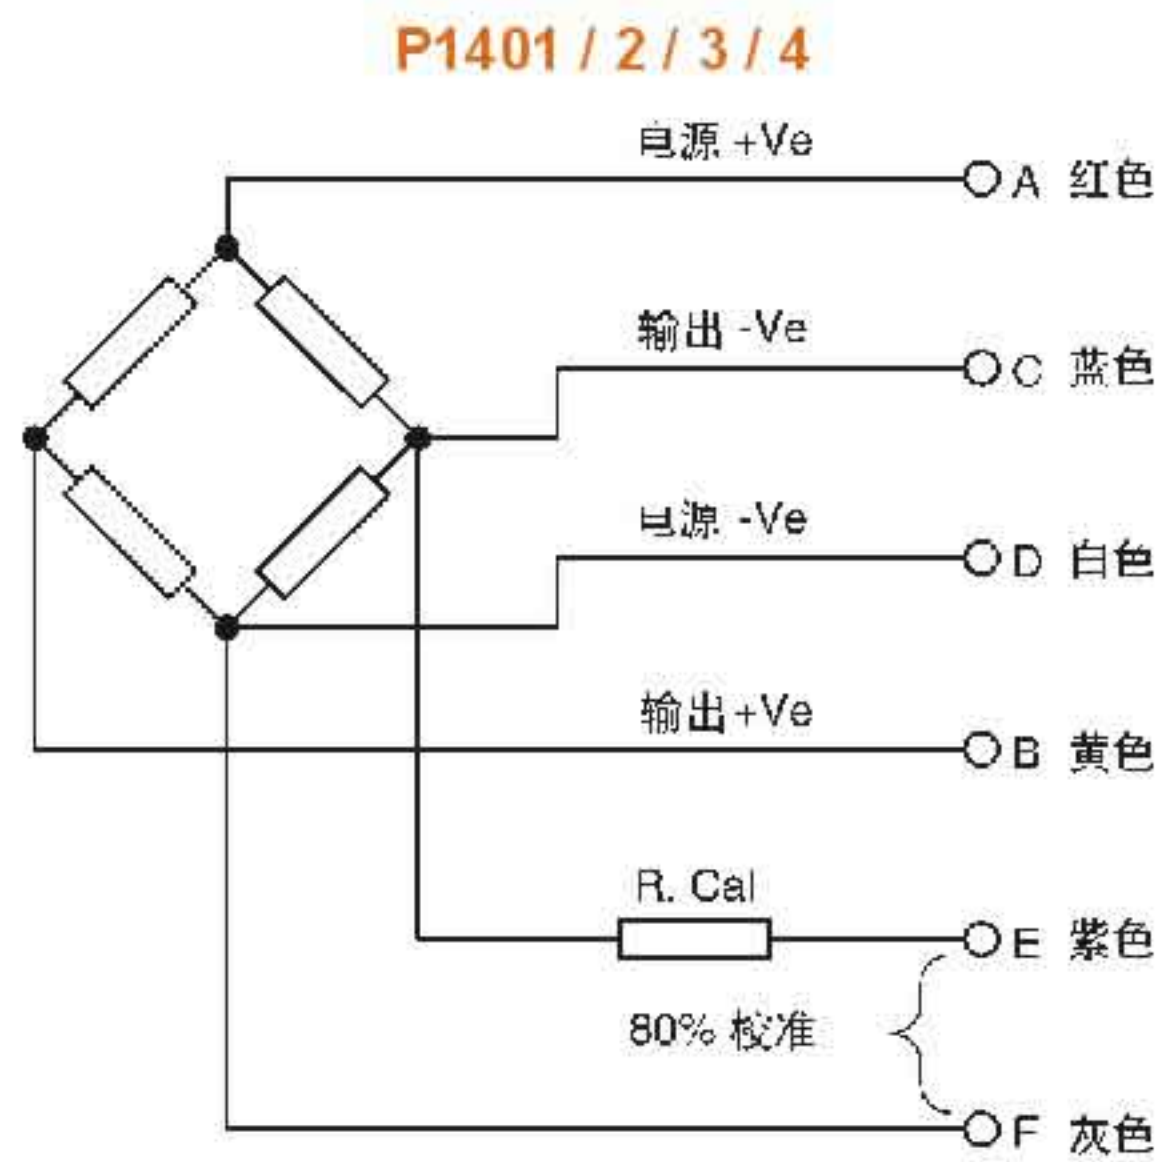 P1401 / 2 / 3 / 4
电源 +Ve
A 红色
输出 -Ve
C 蓝色
电源 -Ve
D 白色
输出+Ve
B 黄色
R. Cal
E 紫色
80% 校准
F 灰色